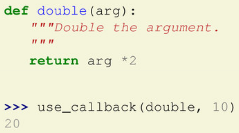 def double(arg):
    """Double the argument.
    """
    return arg *2
>>> use_callback(double, 10)
20